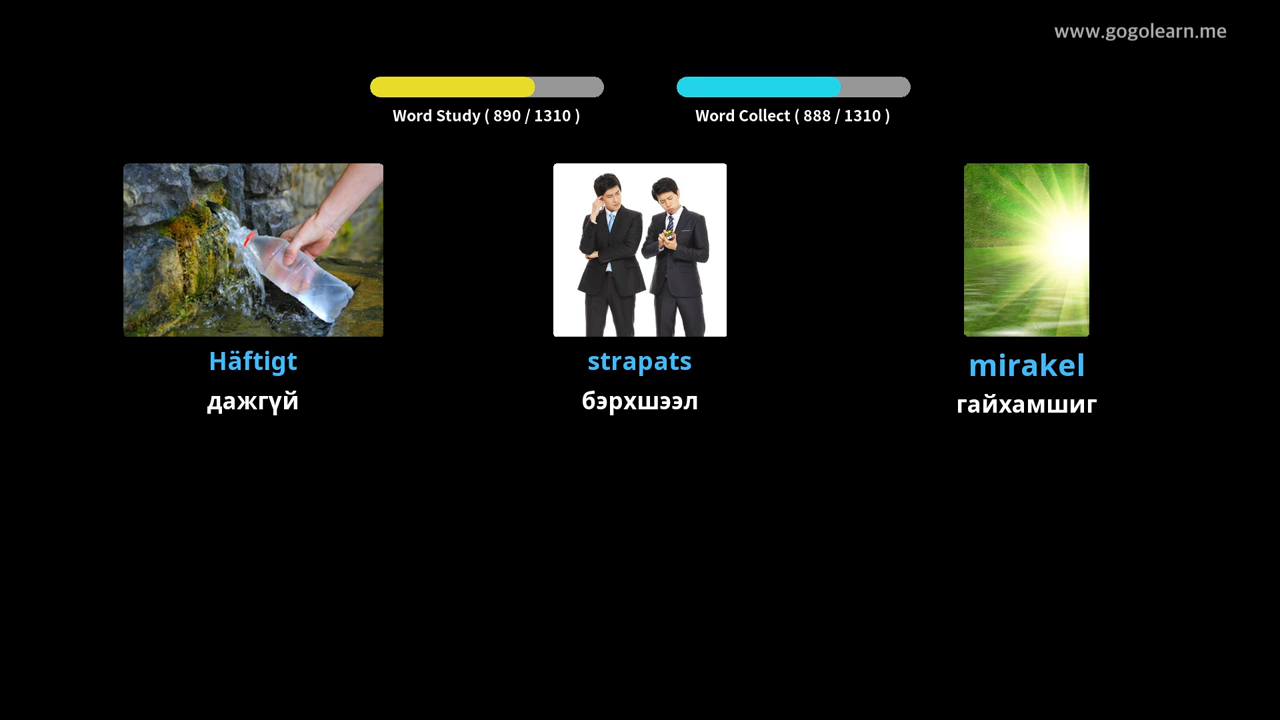 www.gogolearn.me
Word Study ( 890 / 1310 )
Word Collect ( 888 / 1310 )
Häftigt
strapats
mirakel
дажгүй
бэрхшээл
гайхамшиг